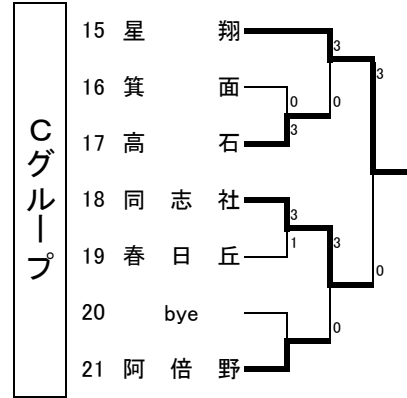 Cグループ
15 星 翔
16 箕 面
17 高 石
18 同 志 社
19 春 日 丘
20 bye
21 阿 倍 野
3
0
3
0
3
3
1
3
0
0